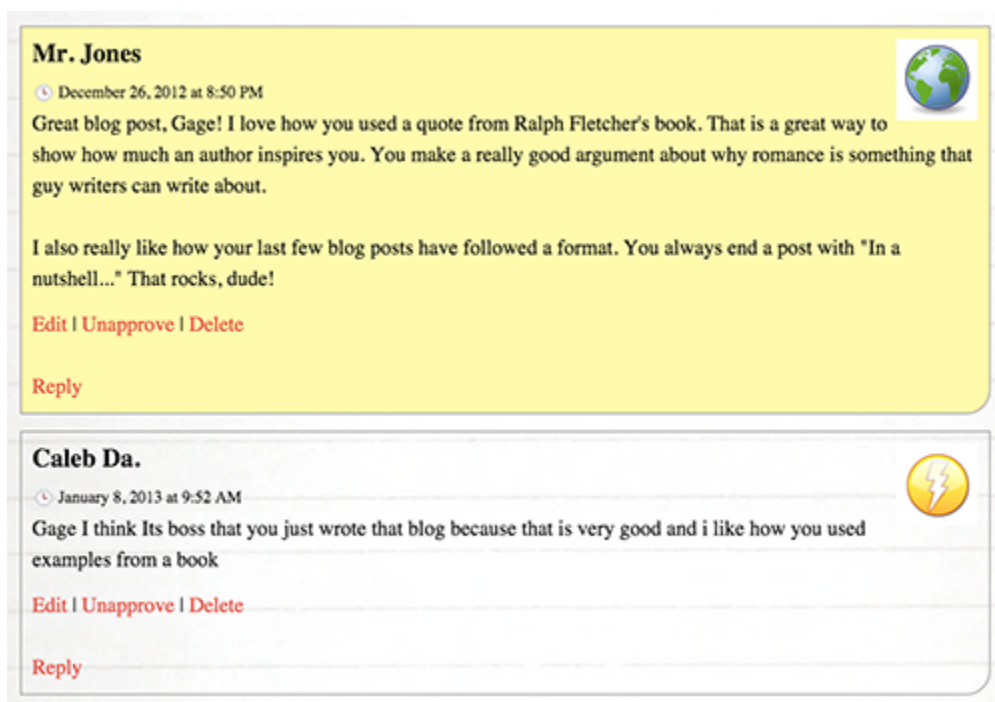 Mr. Jones
December 26, 2012 at 8:50 PM
Great blog post, Gage! I love how you used a quote from Ralph Fletcher's book. That is a great way to
show how much an author inspires you. You make a really good argument about why romance is something that
guy writers can write about.
I also really like how your last few blog posts have followed a format. You always end a post with "In a
nutshell..." That rocks, dude!
Edit | Unapprove | Delete
Reply
Caleb Da.
January 8, 2013 at 9:52 AM
Gage I think Its boss that you just wrote that blog because that is very good and i like how you used
examples from a book
Edit | Unapprove | Delete
Reply